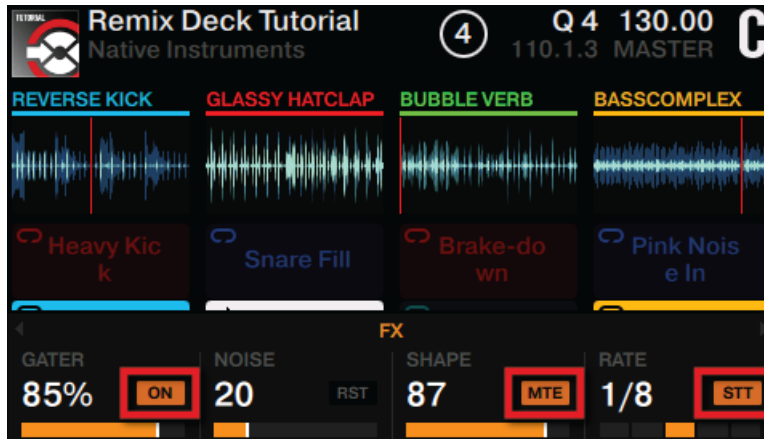 TUTORIAL
Remix Deck Tutorial
Native Instruments
4
Q 4 130.00
110.1.3 MASTER
C
REVERSE KICK GLASSY HATCLAP BUBBLE VERB BASSCOMPLEX
Heavy Kic
k
Snare Fill
Brake-do
wn
Pink Nois
e In
FX
GATER NOISE SHAPE RATE
85% ON 20 RST 87 MTE 1/8 STT